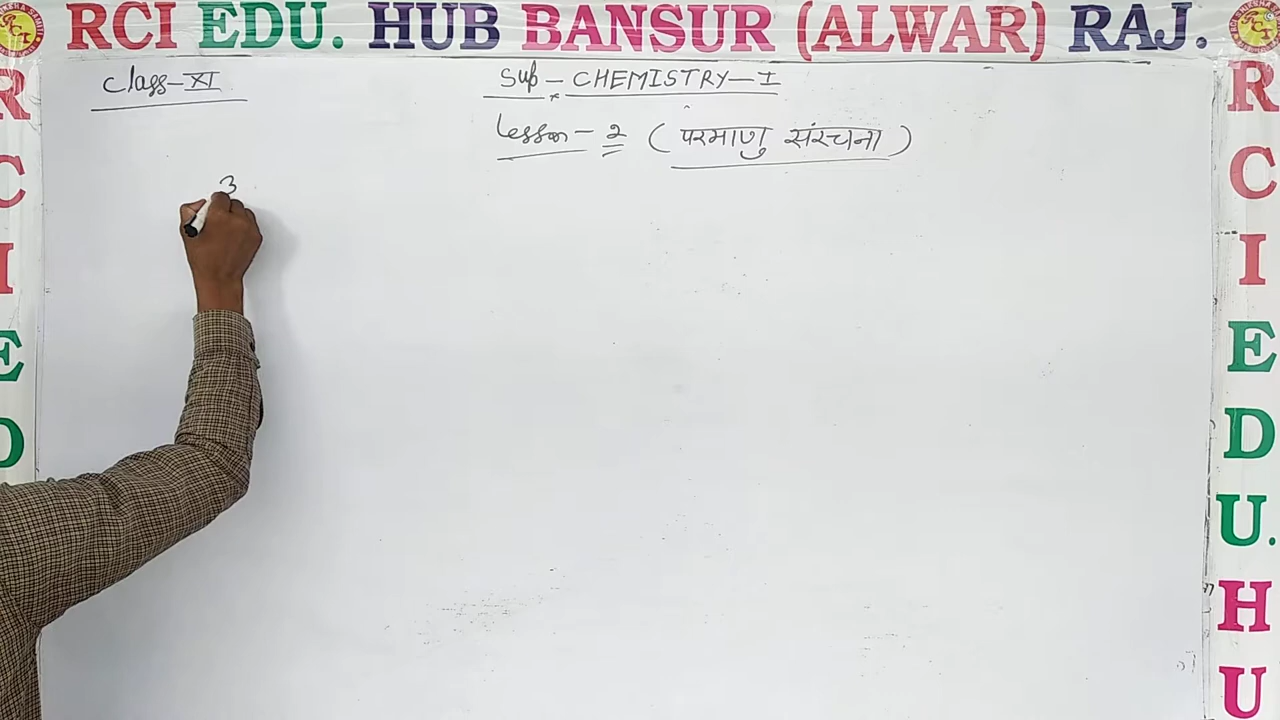 RCI EDU. HUB BANSUR (ALWAR) RAJ.
Class-XI
Sub - CHEMISTRY-I
Lesson - 2 (परमाणु संरचना)
3
R
C
I
E
D
R
C
I
E
D
U.
H
U